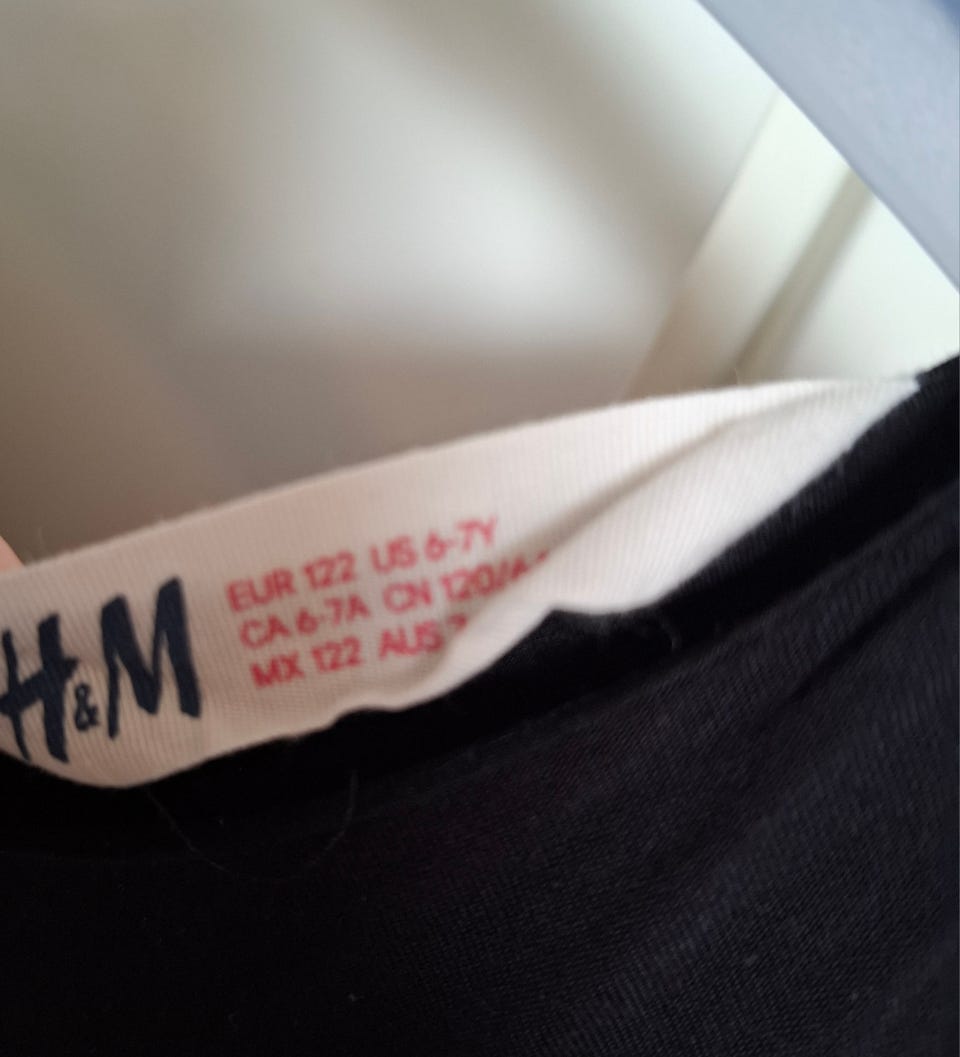 H&M
EUR 122 US 6-7Y
CA 6-7A CN 120/
MX 122 AUS